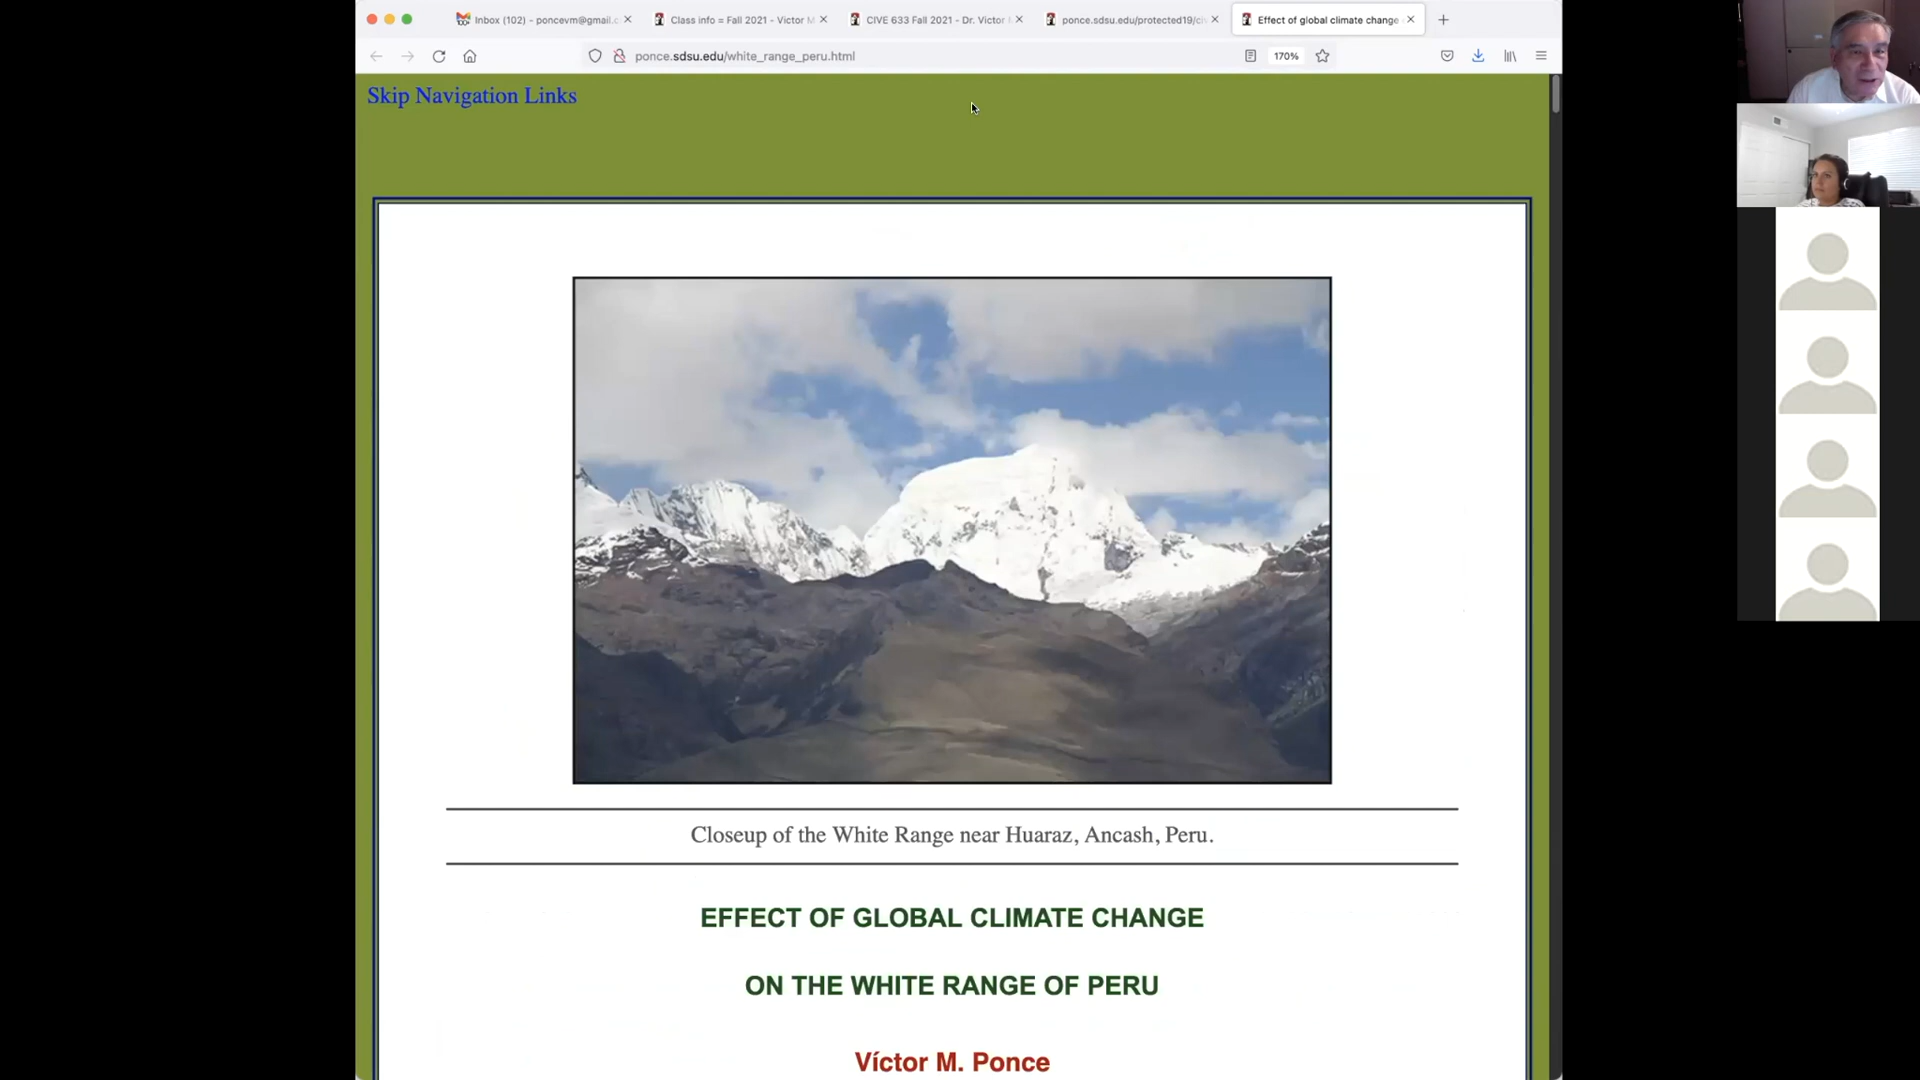 Inbox (102) - poncevm@gmail.c
Class info = Fall 2021 - Victor M
CIVE 633 Fall 2021 - Dr. Victor
ponce.sdsu.edu/protected19/ci
Effect of global climate change
ponce.sdsu.edu/white_range_peru.html
170%
Skip Navigation Links
Closeup of the White Range near Huaraz, Ancash, Peru.
EFFECT OF GLOBAL CLIMATE CHANGE
ON THE WHITE RANGE OF PERU
Víctor M. Ponce